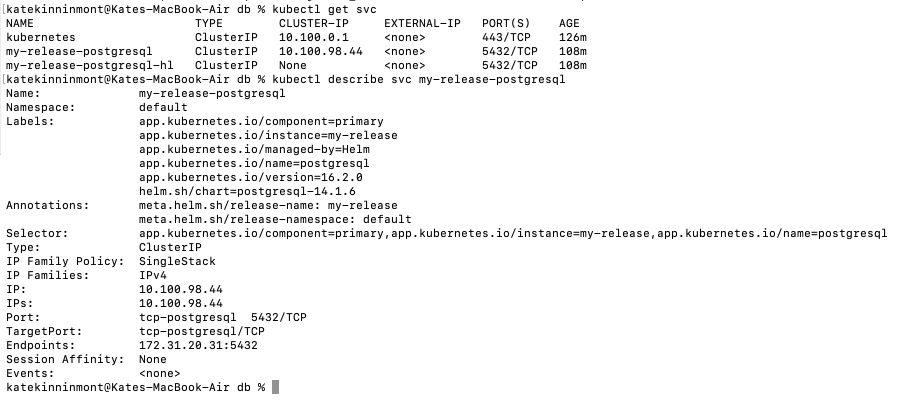 [katekinninmont@Kates-MacBook-Air db % kubectl get svc
NAME TYPE CLUSTER-IP EXTERNAL-IP PORT(S) AGE
kubernetes ClusterIP 10.100.0.1 <none> 443/TCP 126m
my-release-postgresql ClusterIP 10.100.98.44 <none> 5432/TCP 108m
my-release-postgresql-hl ClusterIP None <none> 5432/TCP 108m
[katekinninmont@Kates-MacBook-Air db % kubectl describe svc my-release-postgresql
Name: my-release-postgresql
Namespace: default
Labels: app.kubernetes.io/component=primary
app.kubernetes.io/instance=my-release
app.kubernetes.io/managed-by=Helm
app.kubernetes.io/name=postgresql
app.kubernetes.io/version=16.2.0
helm.sh/chart=postgresql-14.1.6
Annotations: meta.helm.sh/release-name: my-release
meta.helm.sh/release-namespace: default
Selector: app.kubernetes.io/component=primary,app.kubernetes.io/instance=my-release,app.kubernetes.io/name=postgresql
Type: ClusterIP
IP Family Policy: SingleStack
IP Families: IPv4
IP: 10.100.98.44
IPs: 10.100.98.44
Port: tcp-postgresql 5432/TCP
TargetPort: tcp-postgresql/TCP
Endpoints: 172.31.20.31:5432
Session Affinity: None
Events: <none>
katekinninmont@Kates-MacBook-Air db %